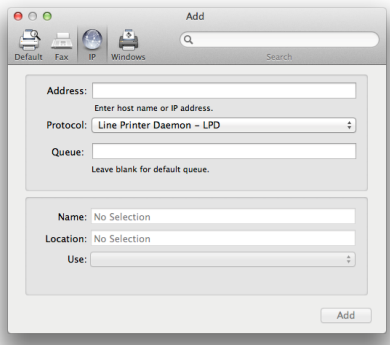 Add
Default Fax IP Windows Search
Address:
Enter host name or IP address.
Protocol: Line Printer Daemon – LPD
Queue:
Leave blank for default queue.
Name: No Selection
Location: No Selection
Use:
Add